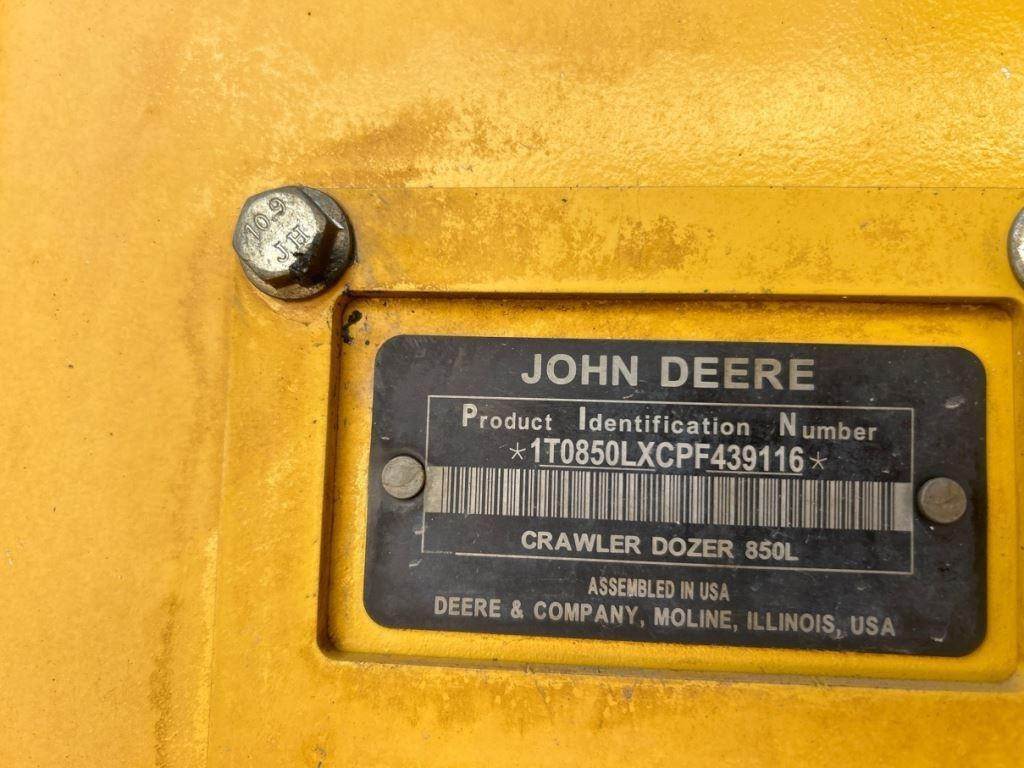 10.9
JH
JOHN DEERE
Product Identification Number
*1T0850LXCPF439116*
CRAWLER DOZER 850L
ASSEMBLED IN USA
DEERE & COMPANY, MOLINE, ILLINOIS, USA